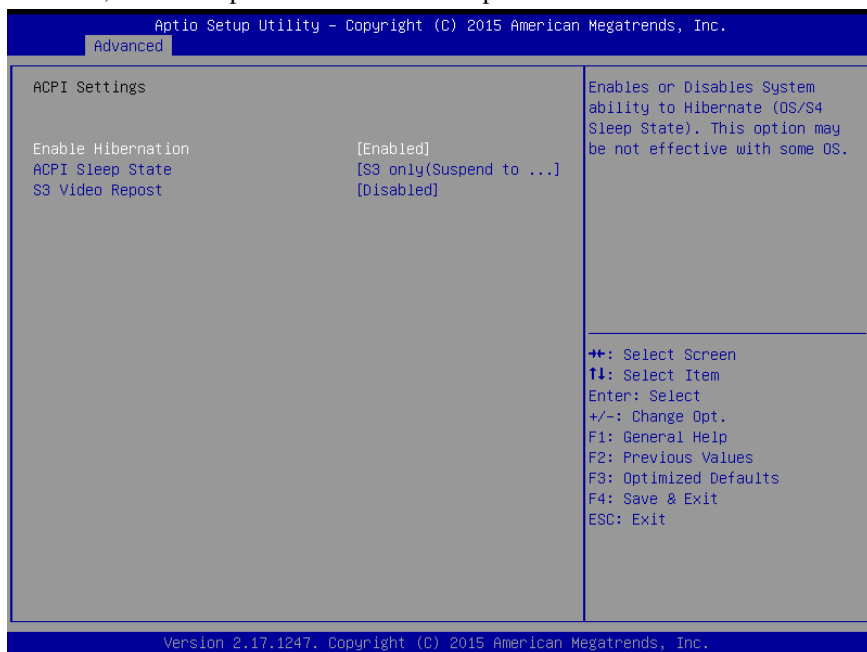 Aptio Setup Utility – Copyright (C) 2015 American Megatrends, Inc.
Advanced
ACPI Settings
Enable Hibernation [Enabled]
ACPI Sleep State [S3 only(Suspend to ...]
S3 Video Repost [Disabled]
Enables or Disables System
ability to Hibernate (OS/S4
Sleep State). This option may
be not effective with some OS.
→←: Select Screen
↑↓: Select Item
Enter: Select
+/-: Change Opt.
F1: General Help
F2: Previous Values
F3: Optimized Defaults
F4: Save & Exit
ESC: Exit
Version 2.17.1247. Copyright (C) 2015 American Megatrends, Inc.